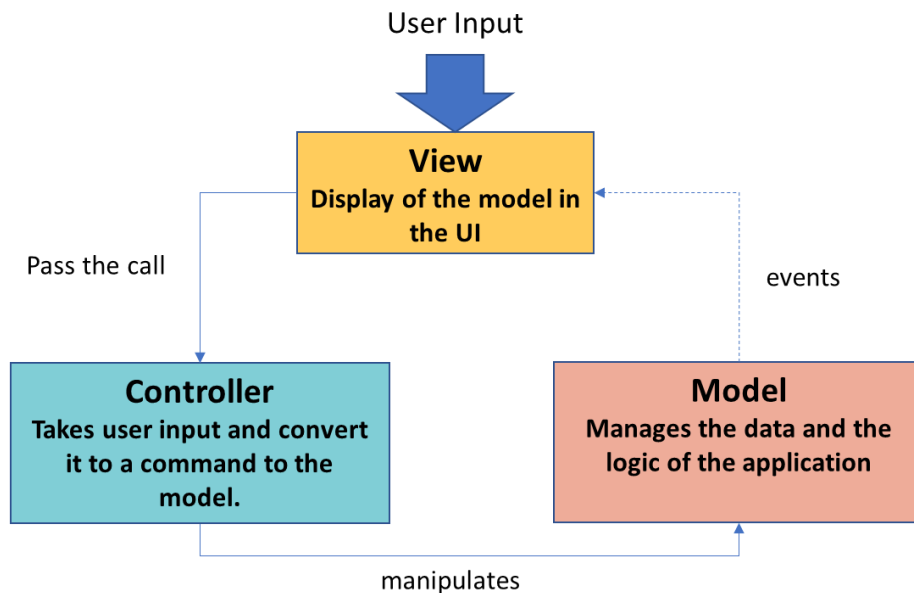 User Input
View
Display of the model in
the UI
Pass the call
events
Controller
Takes user input and convert
it to a command to the
model.
Model
Manages the data and the
logic of the application
manipulates